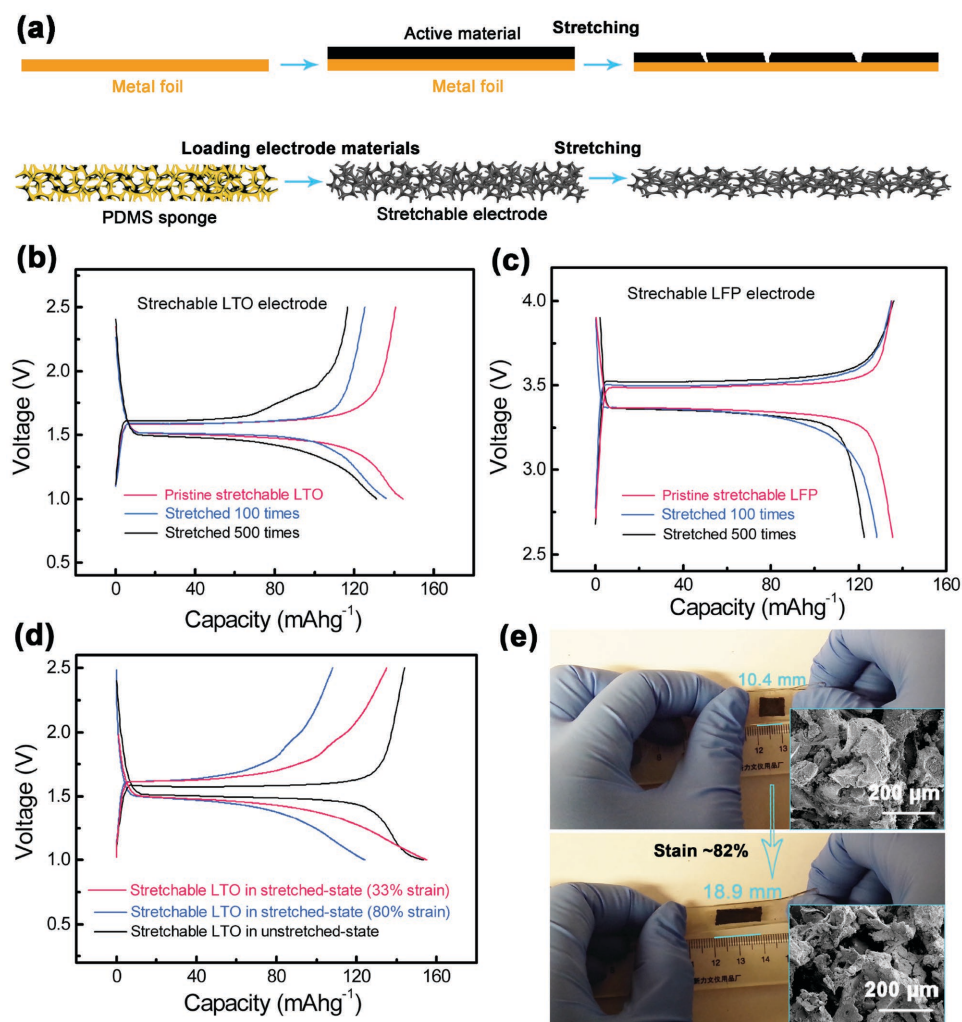 (a)
Stretching
Active material
Metal foil
Metal foil
Loading electrode materials
Stretching
PDMS sponge
Stretchable electrode
(b)
Strechable LTO electrode
2.5
2.0
1.5
1.0
0.5
Voltage (V)
Pristine stretchable LTO
Stretched 100 times
Stretched 500 times
0 40 80 120 160
Capacity (mAhg⁻¹)
(c)
Strechable LFP electrode
4.0
3.5
3.0
2.5
Voltage (V)
Pristine stretchable LFP
Stretched 100 times
Stretched 500 times
0 40 80 120 160
Capacity (mAhg⁻¹)
(d)
2.5
2.0
1.5
1.0
0.5
Voltage (V)
Stretchable LTO in stretched-state (33% strain)
Stretchable LTO in stretched-state (80% strain)
Stretchable LTO in unstretched-state
0 40 80 120 160
Capacity (mAhg⁻¹)
(e)
10.4 mm
12 13
200 µm
Stain ~82%
18.9 mm
12 13 14
200 µm